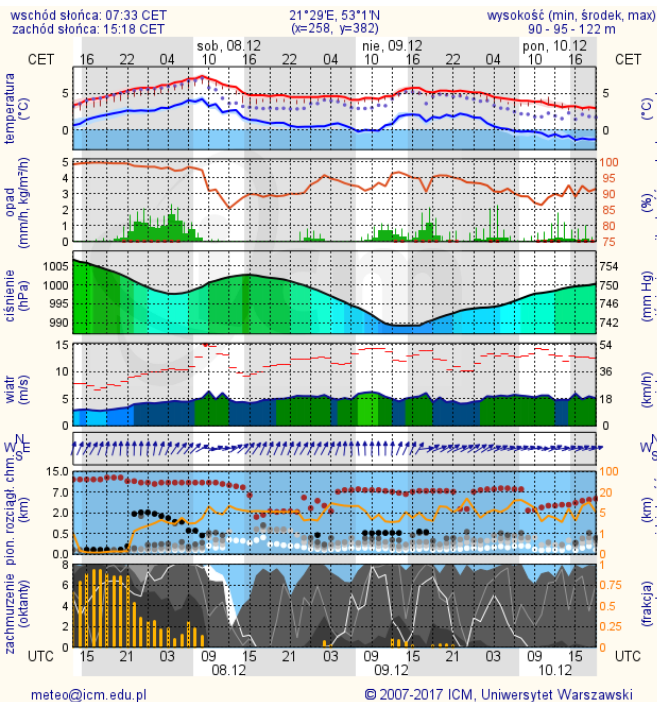 wschód słońca: 07:33 CET 21°29'E, 53°1'N wysokość (min, środek, max)
zachód słońca: 15:18 CET (x=258, y=382) 90 - 95 - 122 m
sob, 08.12 nie, 09.12 pon, 10.12
CET 16 22 04 10 16 22 04 10 16 22 04 10 16 CET
temperatura
(°C)
5
0
5
0
(°C)
opad
(mm/h, kg/m²/h)
5
4
3
2
1
0
100
95
90
85
80
75
(%)
ciśnienie
(hPa)
1005
1000
995
990
754
750
746
742
(mm Hg)
wiatr
(m/s)
15
10
5
0
54
36
18
0
(km/h)
N
W E
S
N
W E
S
pion. rozciągł. chm.
(km)
15.0
7.0
2.0
0.5
0.0
100
20
5
1
0
(km)
zachmurzenie
(oktanty)
8
6
4
2
0
1
0.75
0.5
0.25
0
(frakcja)
UTC 15 21 03 09 15 21 03 09 15 21 03 09 15 UTC
08.12 09.12 10.12
meteo@icm.edu.pl © 2007-2017 ICM, Uniwersytet Warszawski